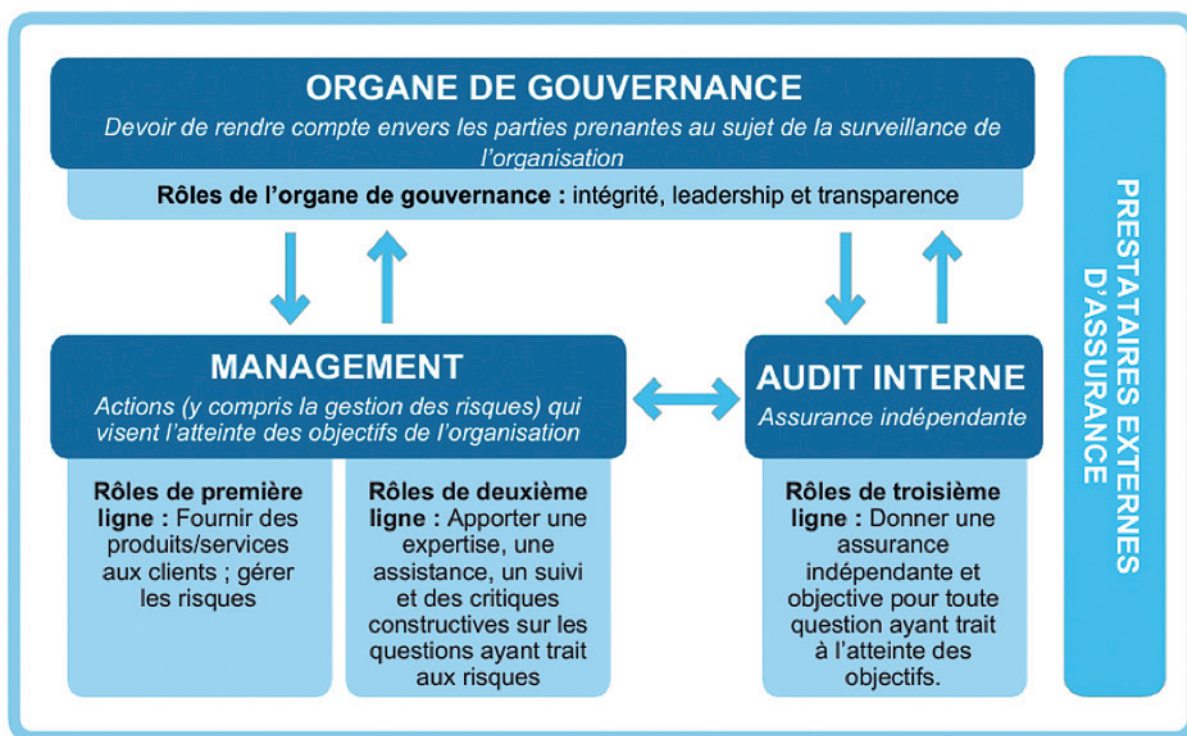 ORGANE DE GOUVERNANCE
Devoir de rendre compte envers les parties prenantes au sujet de la surveillance de
l’organisation
Rôles de l’organe de gouvernance : intégrité, leadership et transparence
MANAGEMENT
Actions (y compris la gestion des risques) qui
visent l’atteinte des objectifs de l’organisation
Rôles de première
ligne : Fournir des
produits/services
aux clients ; gérer
les risques
Rôles de deuxième
ligne : Apporter une
expertise, une
assistance, un suivi
et des critiques
constructives sur les
questions ayant trait
aux risques
AUDIT INTERNE
Assurance indépendante
Rôles de troisième
ligne : Donner une
assurance
indépendante et
objective pour toute
question ayant trait
à l’atteinte des
objectifs.
PRESTATAIRES EXTERNES
D’ASSURANCE